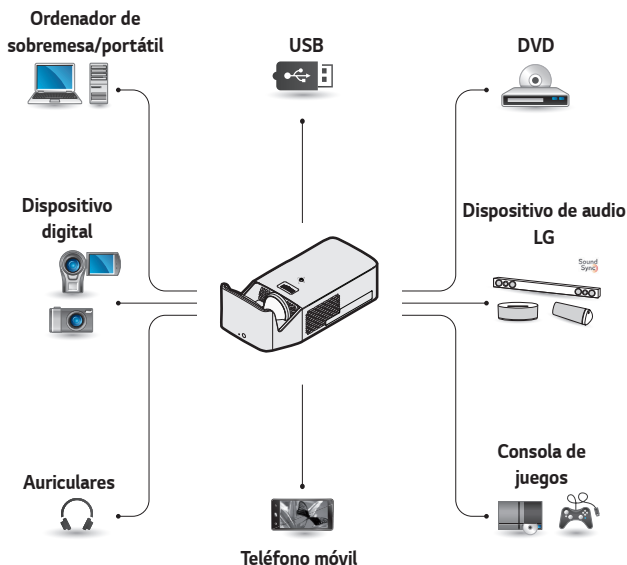 Ordenador de
sobremesa/portátil
USB
DVD
Dispositivo
digital
Dispositivo de audio
LG
Sound
Sync
Auriculares
Consola de
juegos
Teléfono móvil